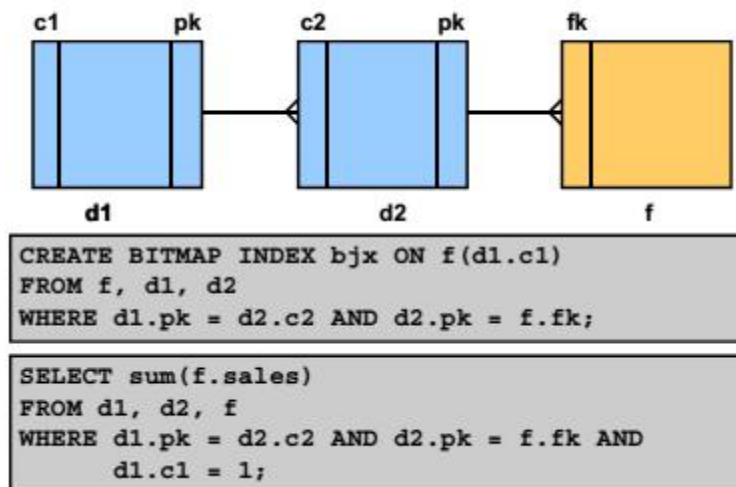 c1 pk c2 pk fk
d1 d2 f
CREATE BITMAP INDEX bjx ON f(d1.c1)
FROM f, d1, d2
WHERE d1.pk = d2.c2 AND d2.pk = f.fk;
SELECT sum(f.sales)
FROM d1, d2, f
WHERE d1.pk = d2.c2 AND d2.pk = f.fk AND
d1.c1 = 1;